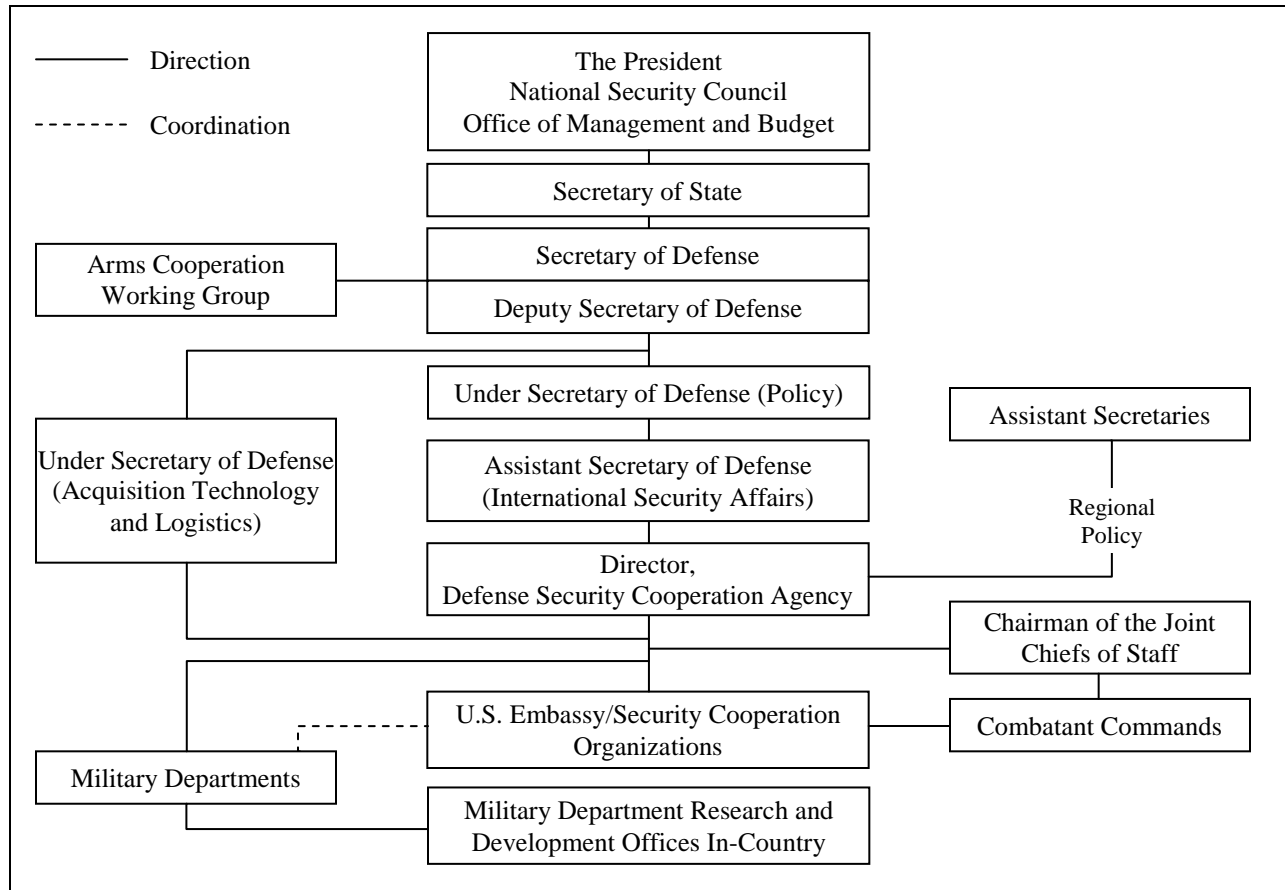 Direction
Coordination
The President
National Security Council
Office of Management and Budget
Secretary of State
Secretary of Defense
Deputy Secretary of Defense
Arms Cooperation
Working Group
Under Secretary of Defense (Policy)
Assistant Secretaries
Under Secretary of Defense
(Acquisition Technology
and Logistics)
Assistant Secretary of Defense
(International Security Affairs)
Regional
Policy
Director,
Defense Security Cooperation Agency
Chairman of the Joint
Chiefs of Staff
U.S. Embassy/Security Cooperation
Organizations
Combatant Commands
Military Departments
Military Department Research and
Development Offices In-Country